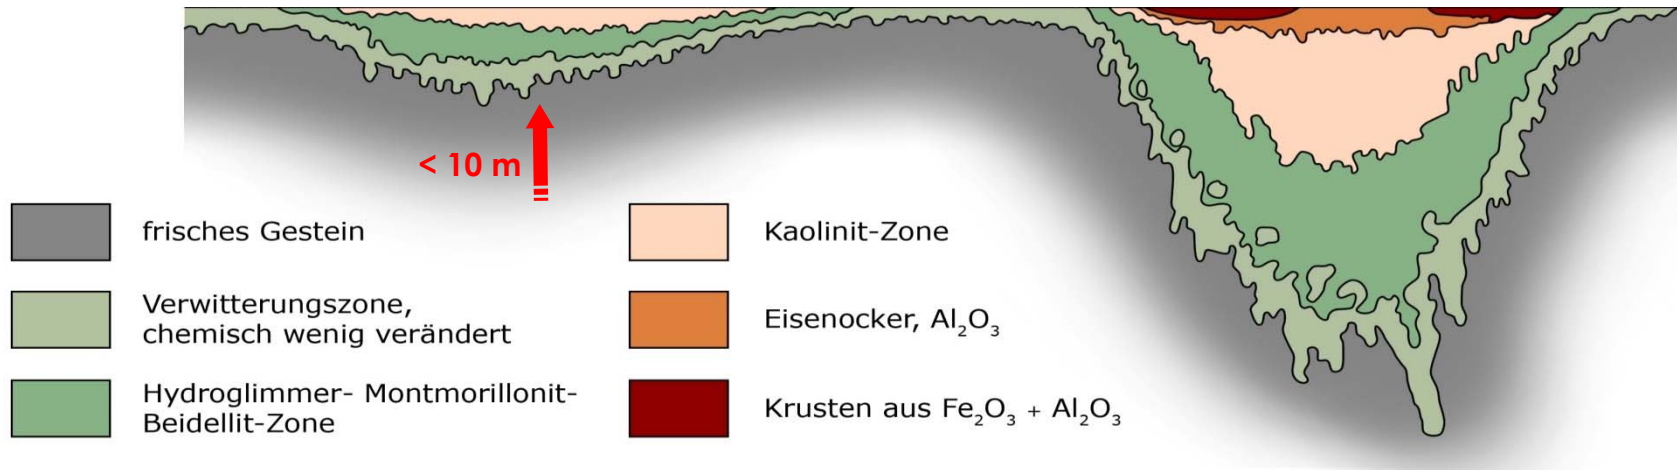 < 10 m
frisches Gestein
Verwitterungszone,
chemisch wenig verändert
Hydroglimmer- Montmorillonit-
Beidellit-Zone
Kaolinit-Zone
Eisenocker, Al₂O₃
Krusten aus Fe₂O₃ + Al₂O₃